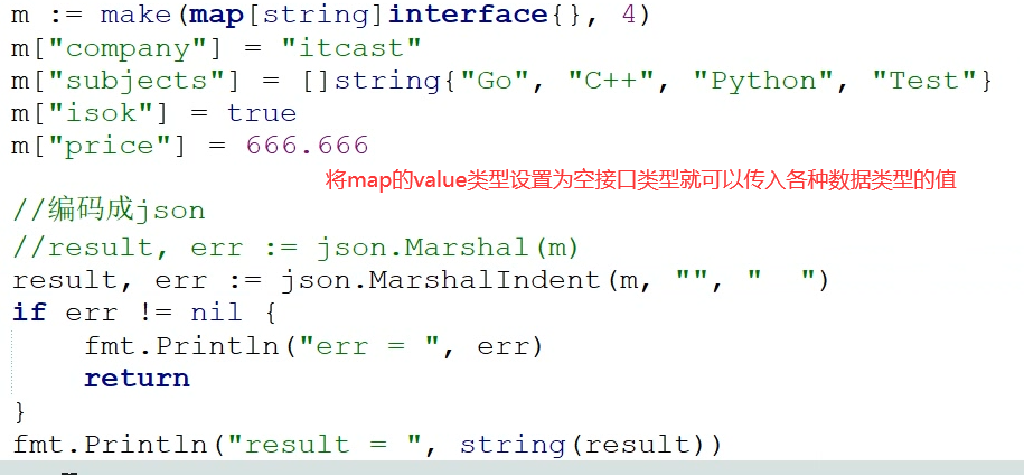 m := make(map[string]interface{}, 4)
m["company"] = "itcast"
m["subjects"] = []string{"Go", "C++", "Python", "Test"}
m["isok"] = true
m["price"] = 666.666
将map的value类型设置为空接口类型就可以传入各种数据类型的值
//编码成json
//result, err := json.Marshal(m)
result, err := json.MarshalIndent(m, "", "  ")
if err != nil {
    fmt.Println("err = ", err)
    return
}
fmt.Println("result = ", string(result))